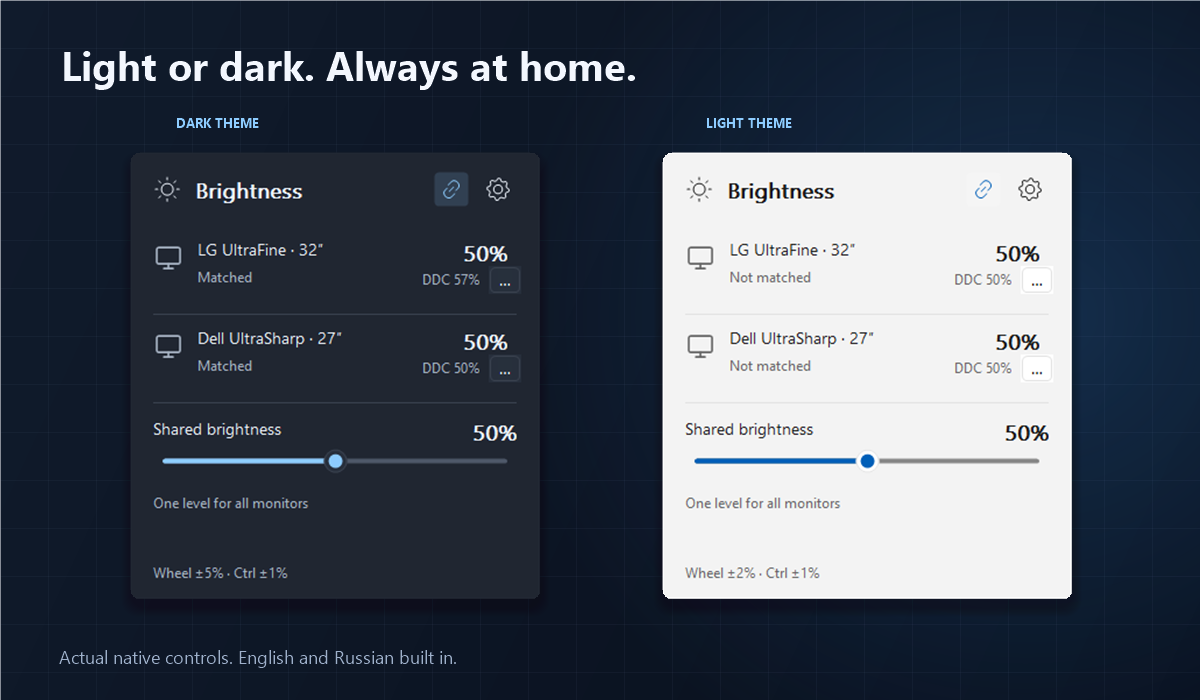 Light or dark. Always at home.
DARK THEME
Brightness
LG UltraFine · 32″
50%
Matched
DDC 57%
...
Dell UltraSharp · 27″
50%
Matched
DDC 50%
...
Shared brightness
50%
One level for all monitors
Wheel ±5% · Ctrl ±1%
LIGHT THEME
Brightness
LG UltraFine · 32″
50%
Not matched
DDC 50%
...
Dell UltraSharp · 27″
50%
Not matched
DDC 50%
...
Shared brightness
50%
One level for all monitors
Wheel ±2% · Ctrl ±1%
Actual native controls. English and Russian built in.